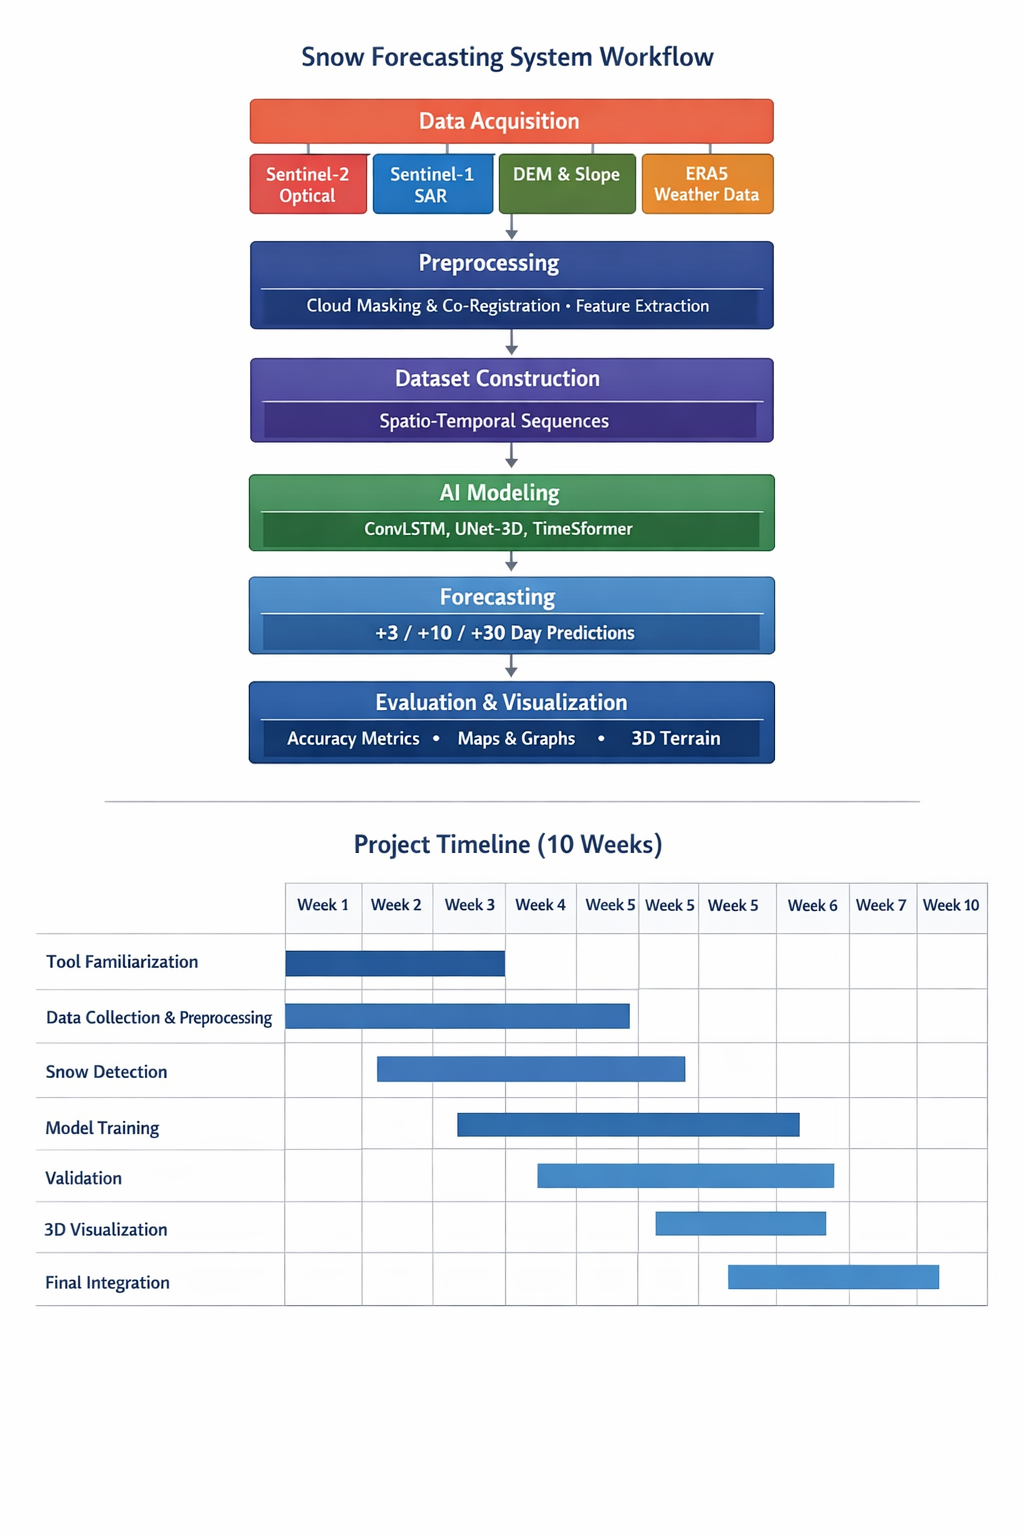 Snow Forecasting System Workflow
Data Acquisition
Sentinel-2
Optical
Sentinel-1
SAR
DEM & Slope
ERA5
Weather Data
Preprocessing
Cloud Masking & Co-Registration • Feature Extraction
Dataset Construction
Spatio-Temporal Sequences
AI Modeling
ConvLSTM, UNet-3D, TimeSformer
Forecasting
+3 / +10 / +30 Day Predictions
Evaluation & Visualization
Accuracy Metrics • Maps & Graphs • 3D Terrain
Project Timeline (10 Weeks)
Week 1 Week 2 Week 3 Week 4 Week 5 Week 5 Week 5 Week 6 Week 7 Week 10
Tool Familiarization
Data Collection & Preprocessing
Snow Detection
Model Training
Validation
3D Visualization
Final Integration